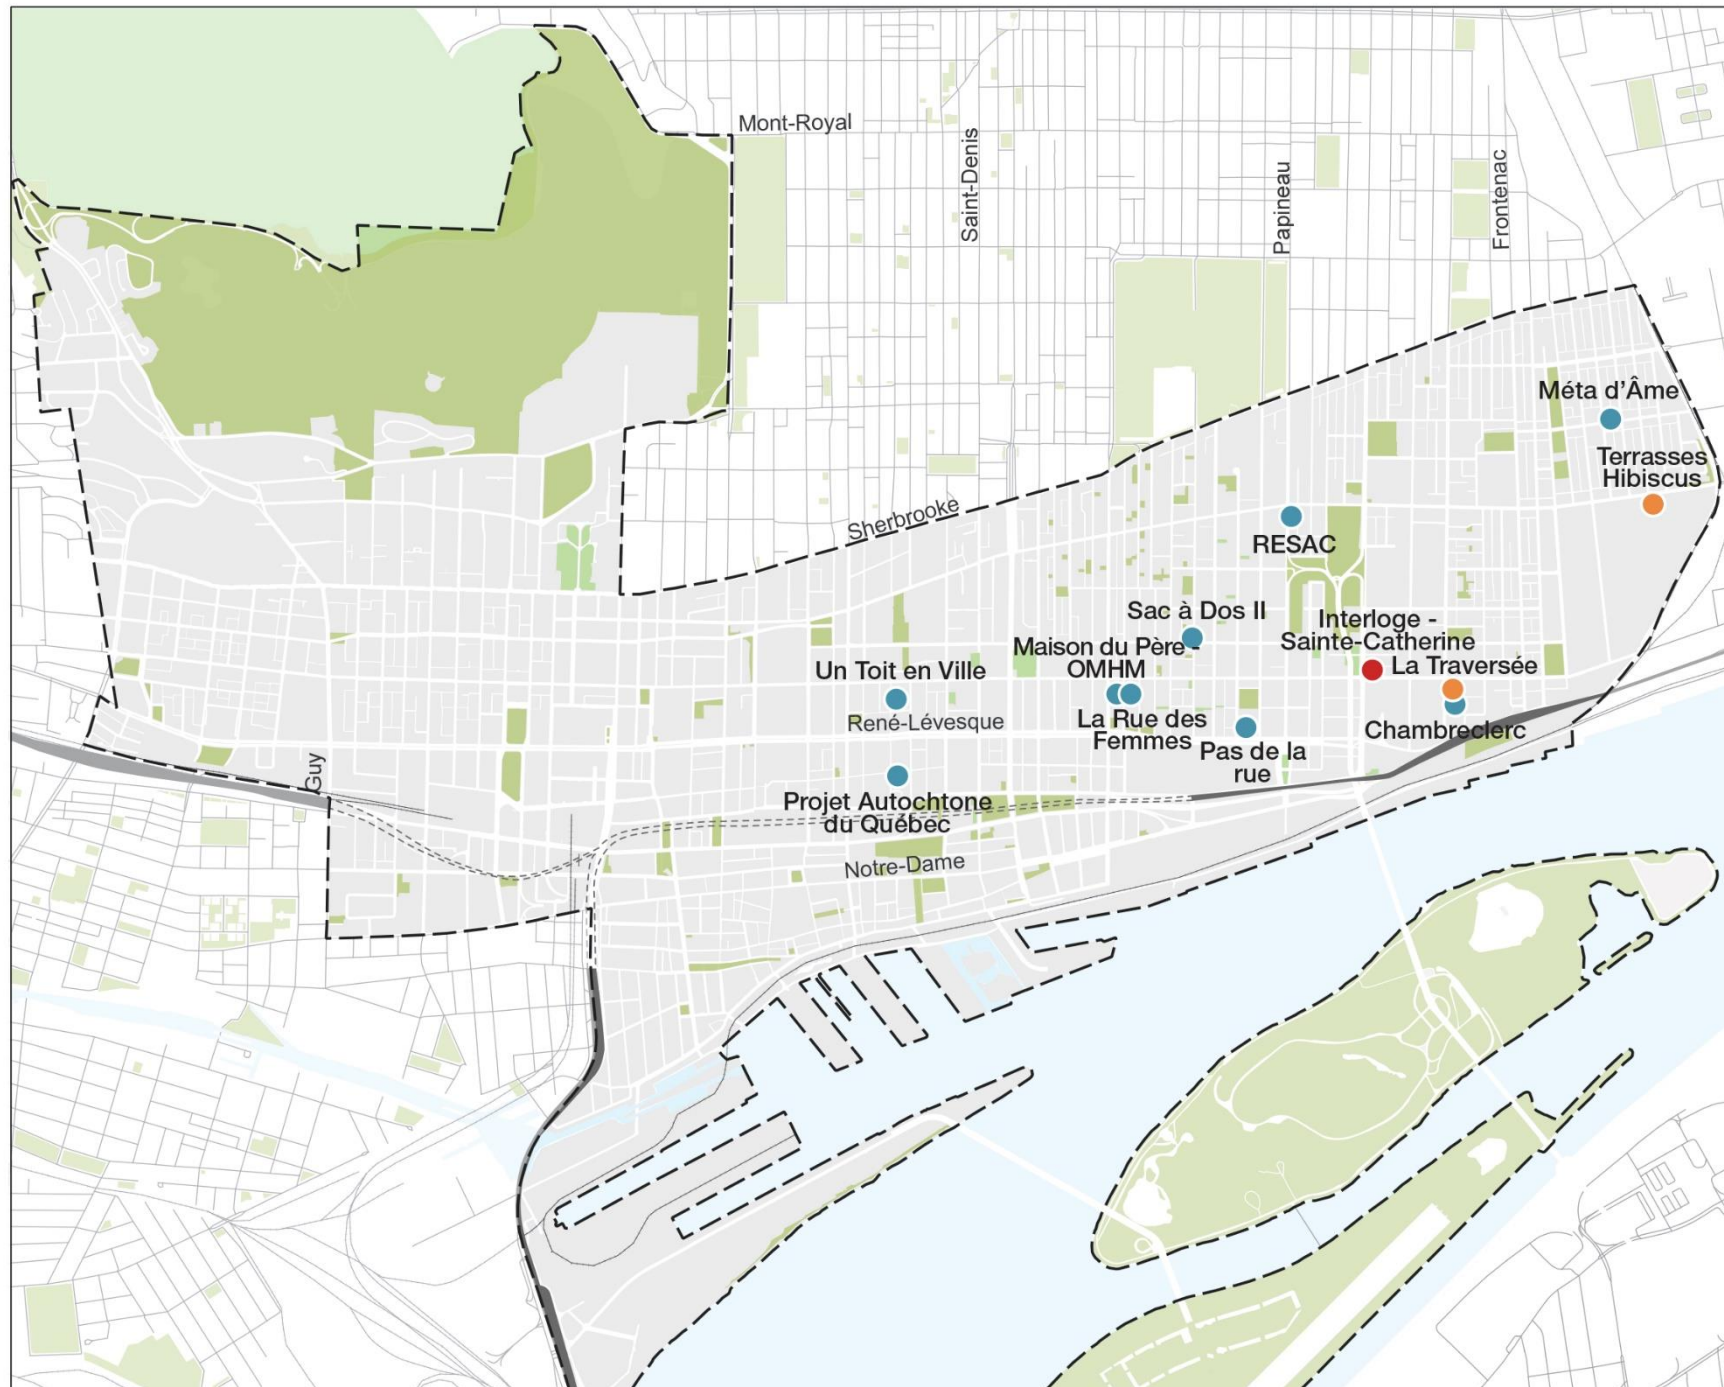 Mont-Royal
Saint-Denis
Papineau
Frontenac
Méta d'Âme
Terrasses
Hibiscus
Sherbrooke
RESAC
Sac à Dos II
Interloge -
Sainte-Catherine
Maison du Père -
OMHM
La Traversée
Un Toit en Ville
René-Lévesque
La Rue des
Femmes
Chambreclerc
Pas de la
rue
Guy
Projet Autochtone
du Québec
Notre-Dame